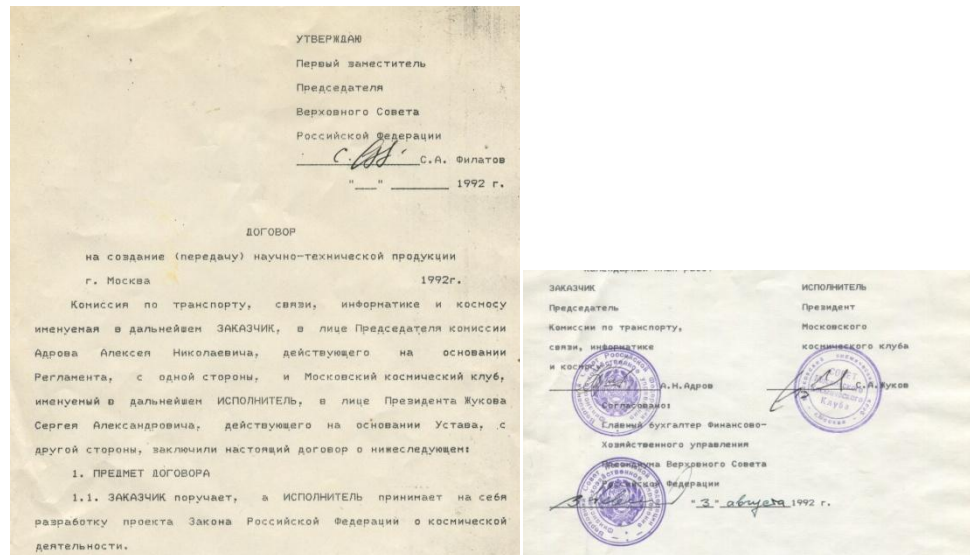 УТВЕРЖДАЮ
Первый заместитель
Председателя
Верховного Совета
Российской Федерации
С.А. Филатов
"___" ________ 1992 г.
ДОГОВОР
на создание (передачу) научно-технической продукции
г. Москва 1992г.
Комиссия по транспорту, связи, информатике и космосу
именуемая в дальнейшем ЗАКАЗЧИК, в лице Председателя комиссии
Адрова Алексея Николаевича, действующего на основании
Регламента, с одной стороны, и Московский космический клуб,
именуемый в дальнейшем ИСПОЛНИТЕЛЬ, в лице Президента Жукова
Сергея Александровича, действующего на основании Устава, с
другой стороны, заключили настоящий договор о нижеследующем:
1. ПРЕДМЕТ ДОГОВОРА
1.1. ЗАКАЗЧИК поручает, а ИСПОЛНИТЕЛЬ принимает на себя
разработку проекта Закона Российской Федерации о космической
деятельности.
ЗАКАЗЧИК ИСПОЛНИТЕЛЬ
Председатель Президент
Комиссии по транспорту, Московского
связи, информатике космического клуба
и космосу
А.Н.Адров С.А.Жуков
Согласовано:
Главный бухгалтер Финансово-
Хозяйственного управления
Президиума Верховного Совета
Российской Федерации
"3" августа 1992 г.